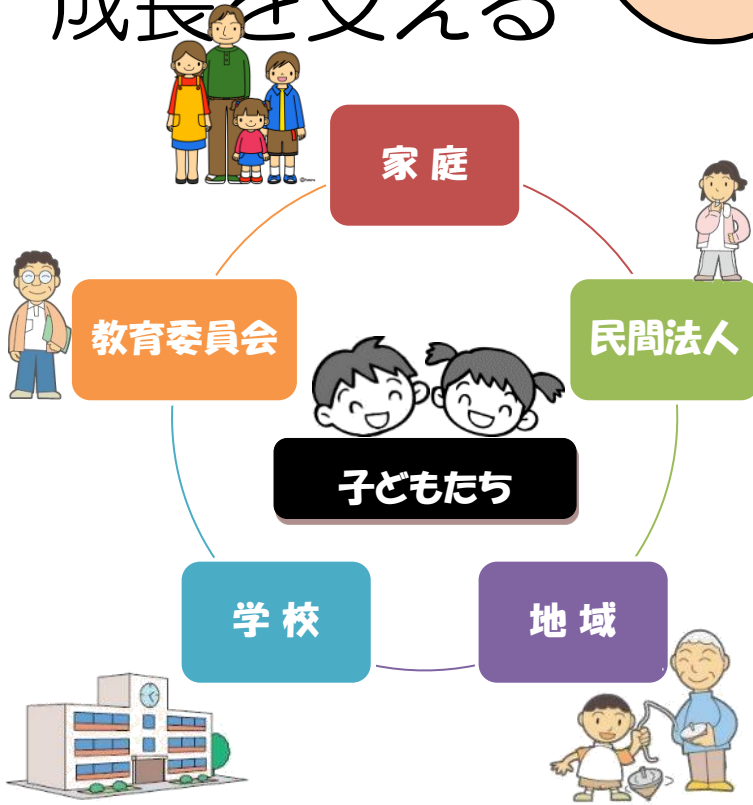 成長を支える
家庭
教育委員会
民間法人
子どもたち
学校
地域